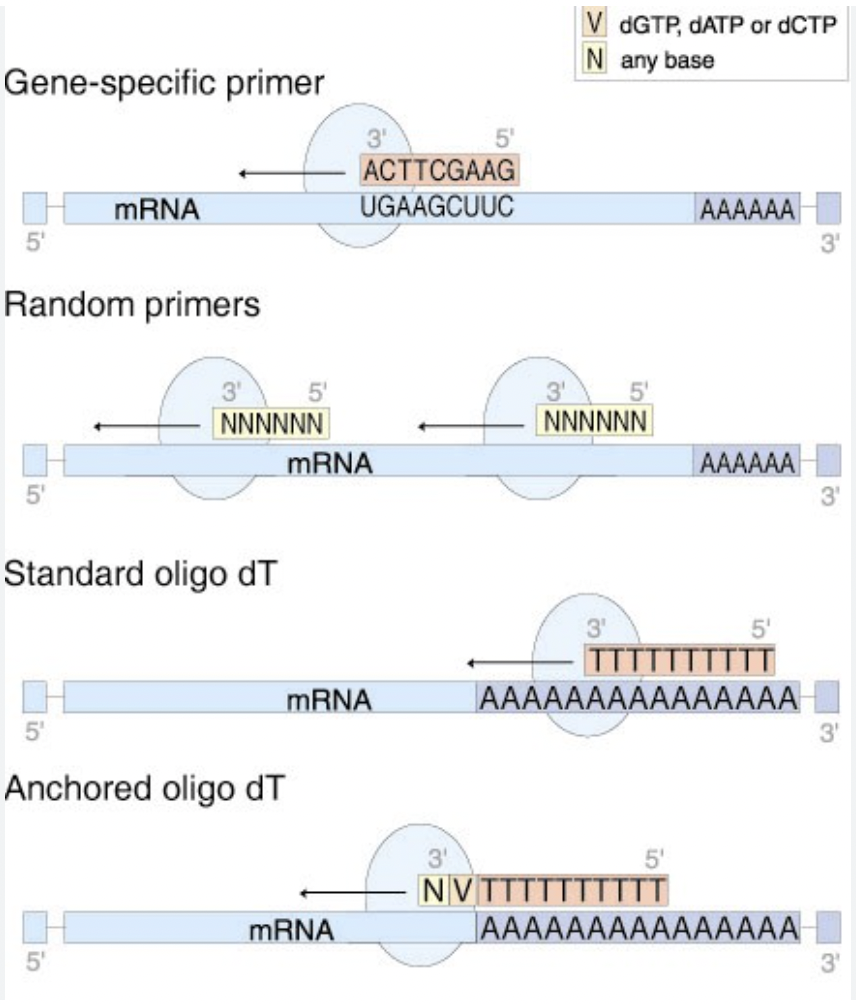 V dGTP, dATP or dCTP
N any base
Gene-specific primer
3' 5'
ACTTCGAAG
mRNA UGAAGCUUC AAAAAA
5' 3'
Random primers
3' 5' 3' 5'
NNNNNN NNNNNN
mRNA AAAAAA
5' 3'
Standard oligo dT
3' 5'
TTTTTTTTTT
mRNA AAAAAAAAAAAAAAA
5' 3'
Anchored oligo dT
3' 5'
N V TTTTTTTTTT
mRNA AAAAAAAAAAAAAAA
5' 3'